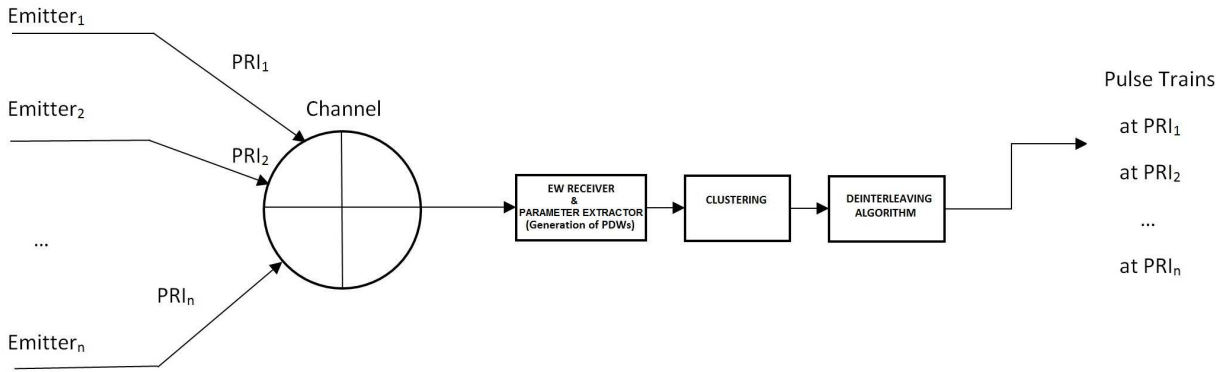 Emitter₁
PRI₁
Emitter₂
PRI₂
...
PRIₙ
Emitterₙ
Channel
EW RECEIVER
&
PARAMETER EXTRACTOR
(Generation of PDWs)
CLUSTERING
DEINTERLEAVING
ALGORITHM
Pulse Trains
at PRI₁
at PRI₂
...
at PRIₙ